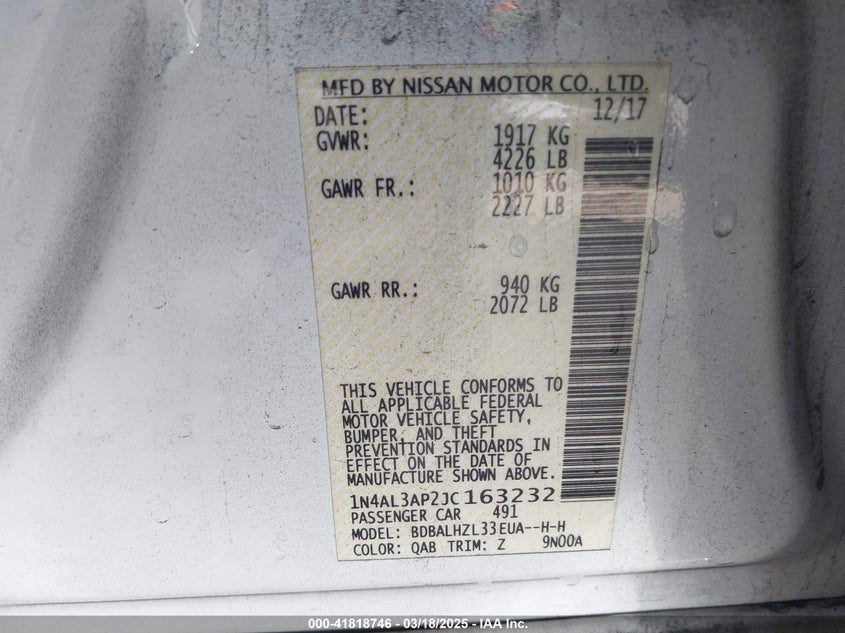 MFD BY NISSAN MOTOR CO., LTD.
DATE: 12/17
GVWR: 1917 KG
4226 LB
GAWR FR.: 1010 KG
2227 LB
GAWR RR.: 940 KG
2072 LB
THIS VEHICLE CONFORMS TO
ALL APPLICABLE FEDERAL
MOTOR VEHICLE SAFETY,
BUMPER, AND THEFT
PREVENTION STANDARDS IN
EFFECT ON THE DATE OF
MANUFACTURE SHOWN ABOVE.
1N4AL3AP2JC163232
PASSENGER CAR 491
MODEL: BDBALHZL33EUA--H-H
COLOR: QAB TRIM: Z 9N00A
000-41818746 - 03/18/2025 - IAA Inc.